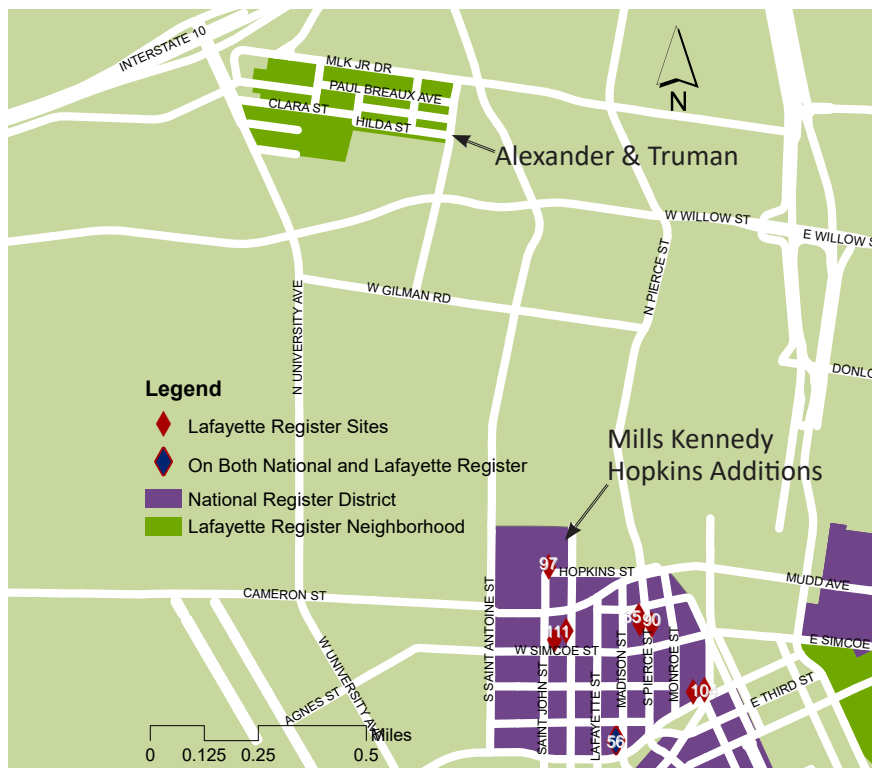 INTERSTATE 10
MLK JR DR
PAUL BREAUX AVE
CLARA ST
HILDA ST
N
Alexander & Truman
W WILLOW ST
E WILLOW S
N PIERCE ST
W GILMAN RD
N UNIVERSITY AVE
DONLO
Legend
Lafayette Register Sites
On Both National and Lafayette Register
National Register District
Lafayette Register Neighborhood
Mills Kennedy
Hopkins Additions
97
HOPKINS ST
MUDD AVE
CAMERON ST
S SAINT ANTOINE ST
111
90
W SIMCOE ST
E SIMCOE
W UNIVERSITY AVE
AGNES ST
SAINT JOHN ST
LAFAYETTE ST
MADISON ST
S PIERCE ST
MONROE ST
104
E THIRD ST
56
Miles
0 0.125 0.25 0.5